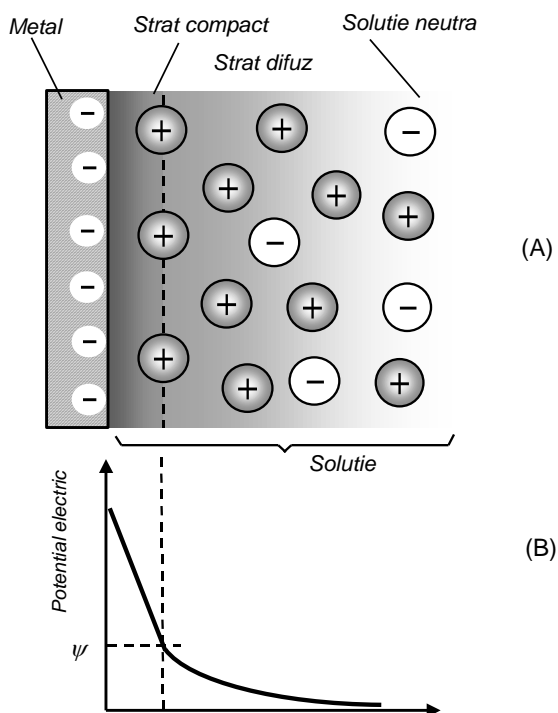 Metal
Strat compact
Solutie neutra
Strat difuz
- + + -
- + + +
- + -
- + + -
- +
- + - +
(A)
Solutie
Potential electric
(B)
ψ